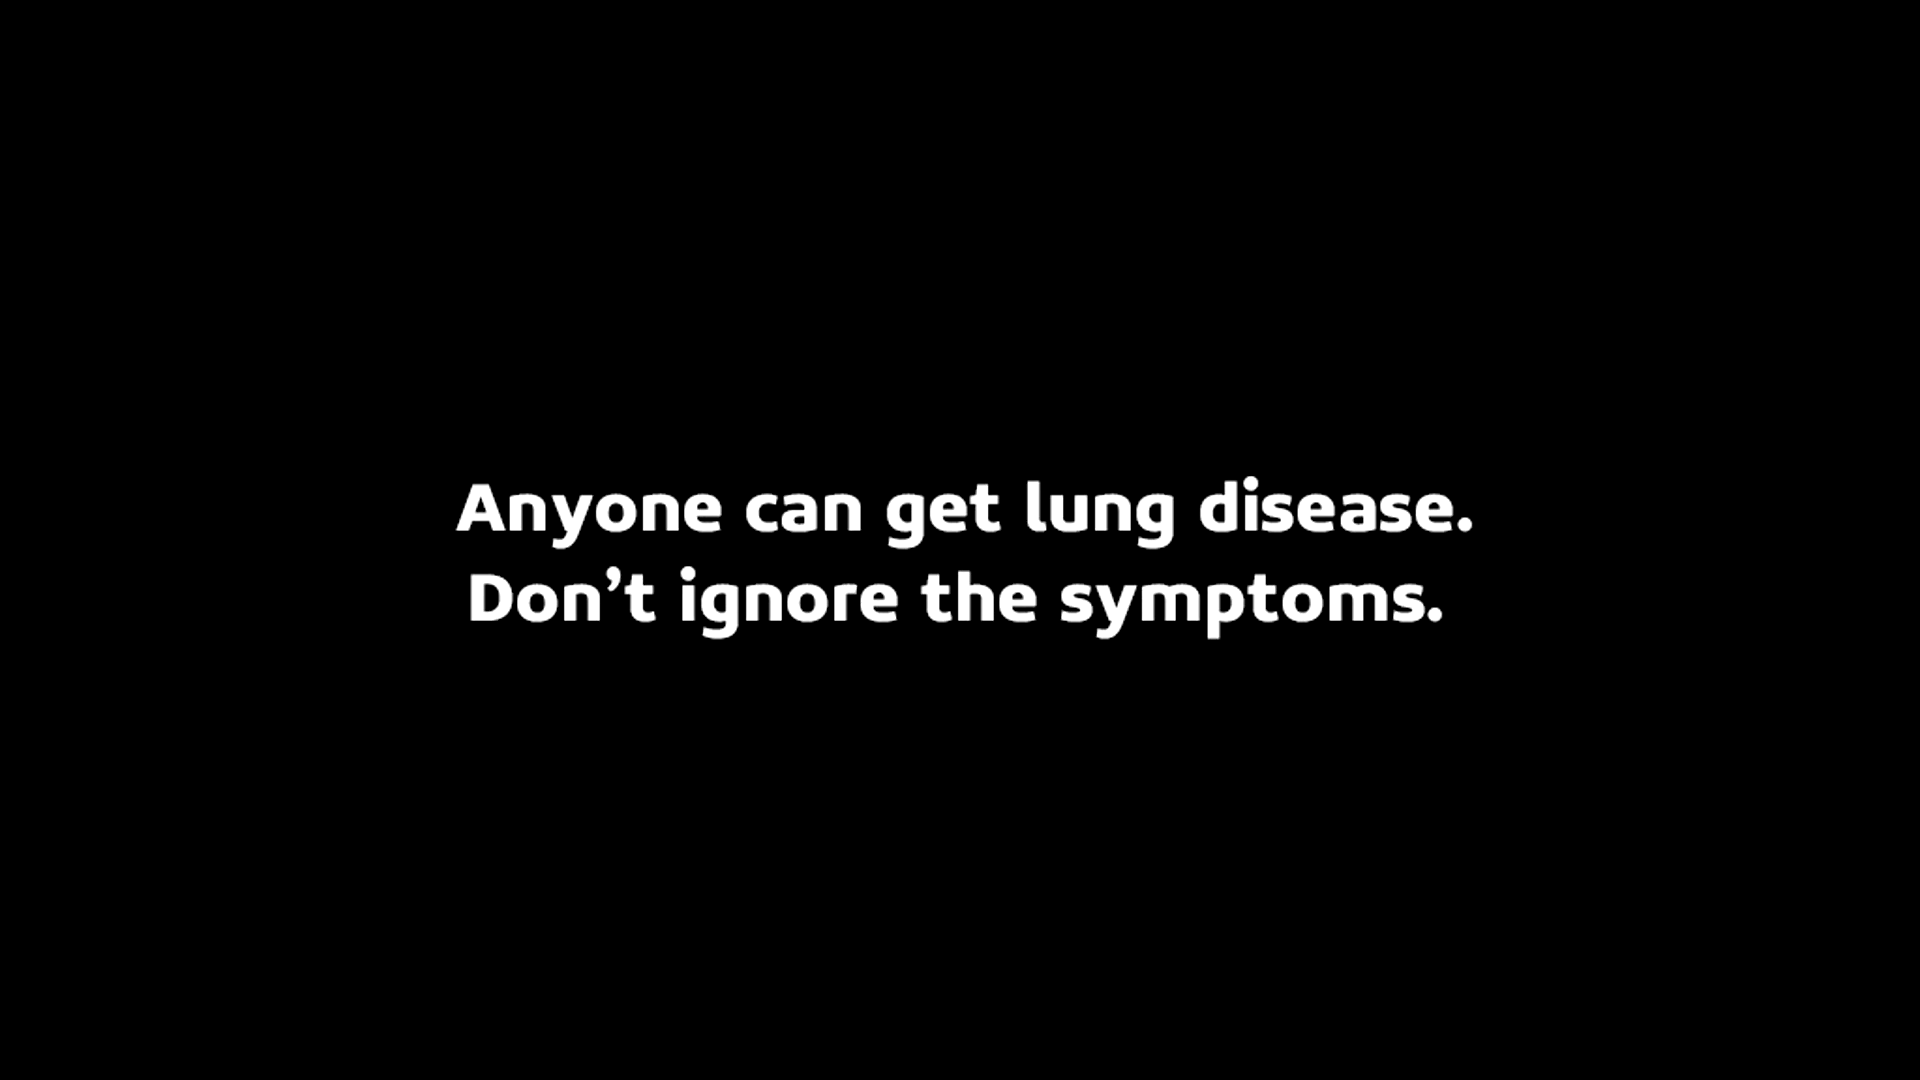 Anyone can get lung disease.
Don’t ignore the symptoms.